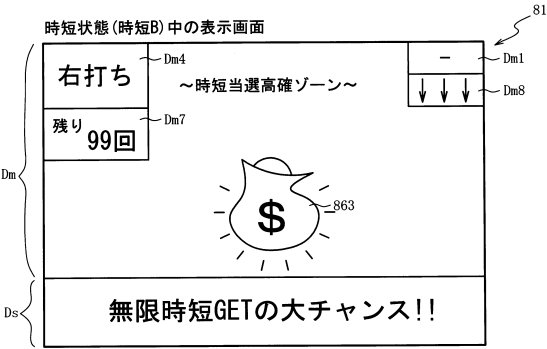 時短状態(時短B)中の表示画面
81
右打ち
Dm4
～時短当選高確ゾーン～
－
Dm1
↓↓↓
Dm8
残り
99回
Dm7
Dm
$
863
無限時短GETの大チャンス!!
Ds